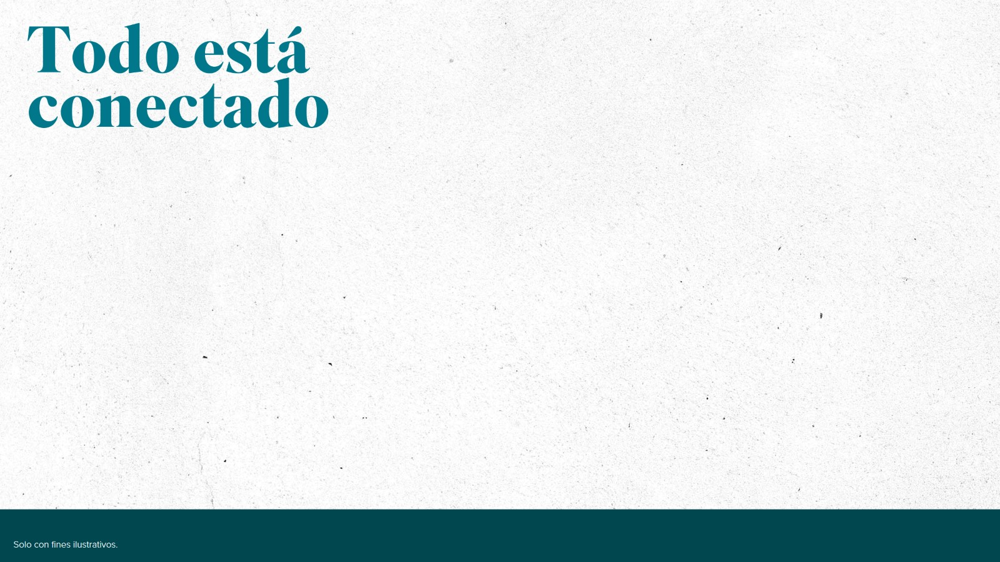 Todo está
conectado
Solo con fines ilustrativos.